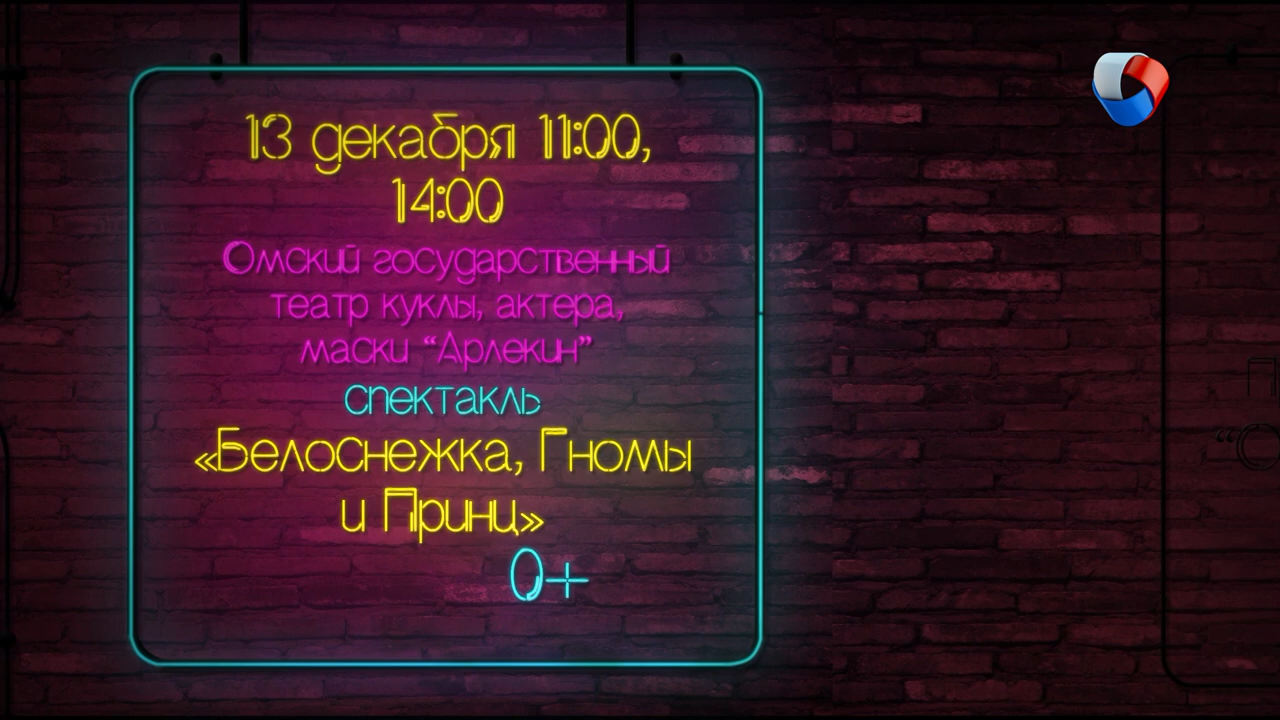 13 декабря 11:00,
14:00
Омский государственный
театр куклы, актера,
маски “Арлекин”
спектакль
«Белоснежка, Гномы
и Принц»
0+